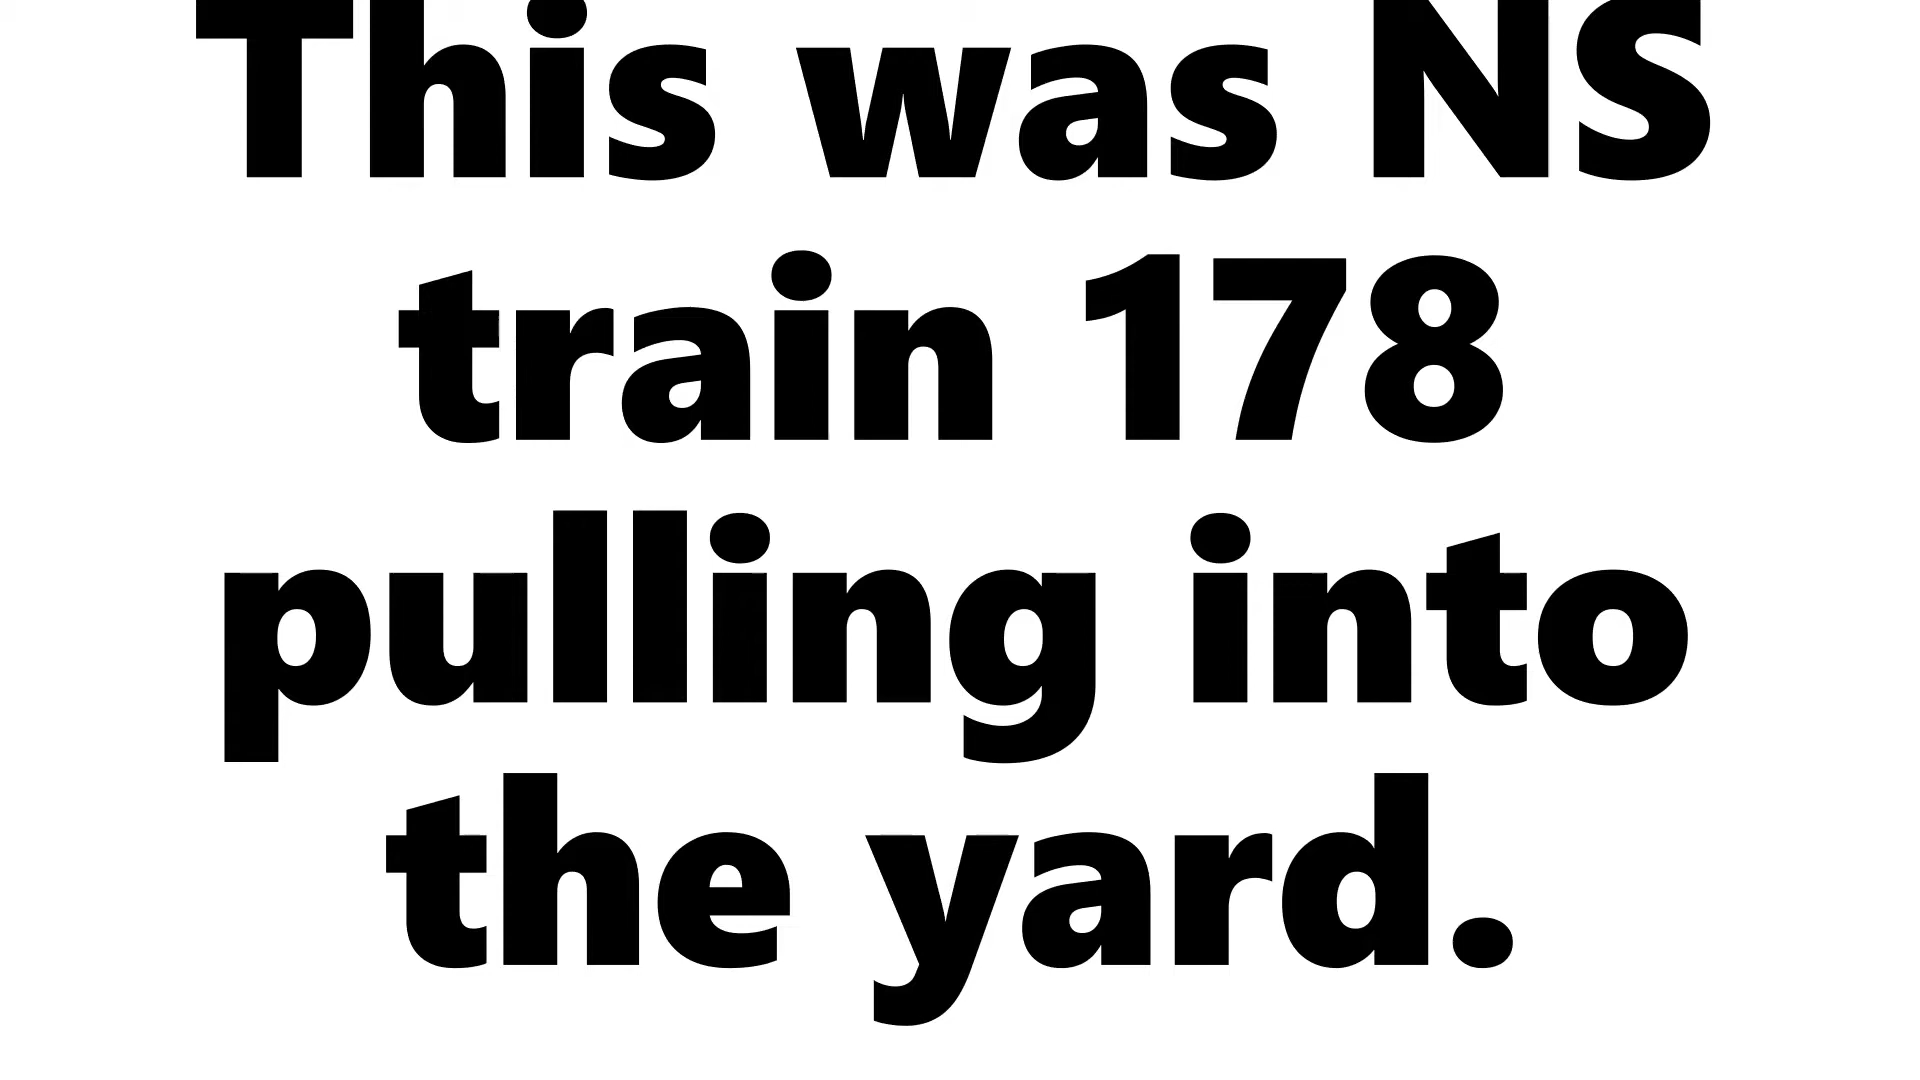 This was NS
train 178
pulling into
the yard.